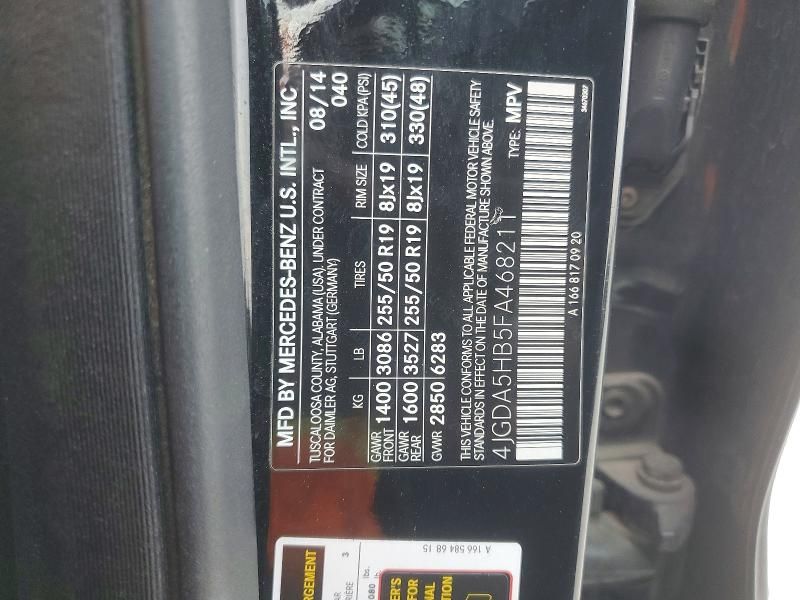 MFD BY MERCEDES-BENZ U.S. INTL., INC
08/14
TUSCALOOSA COUNTY, ALABAMA (USA), UNDER CONTRACT
FOR DAIMLER AG, STUTTGART (GERMANY)
040
KG LB TIRES RIM SIZE COLD KPA (PSI)
GAWR FRONT 1400 3086 255/50 R19 8Jx19 310(45)
GAWR REAR 1600 3527 255/50 R19 8Jx19 330(48)
GVWR 2850 6283
THIS VEHICLE CONFORMS TO ALL APPLICABLE FEDERAL MOTOR VEHICLE SAFETY
STANDARDS IN EFFECT ON THE DATE OF MANUFACTURE SHOWN ABOVE.
4JGDA5HB5FA468211
TYPE: MPV
A 166 817 09 20
A 166 584 68 15
3
080 lbs.